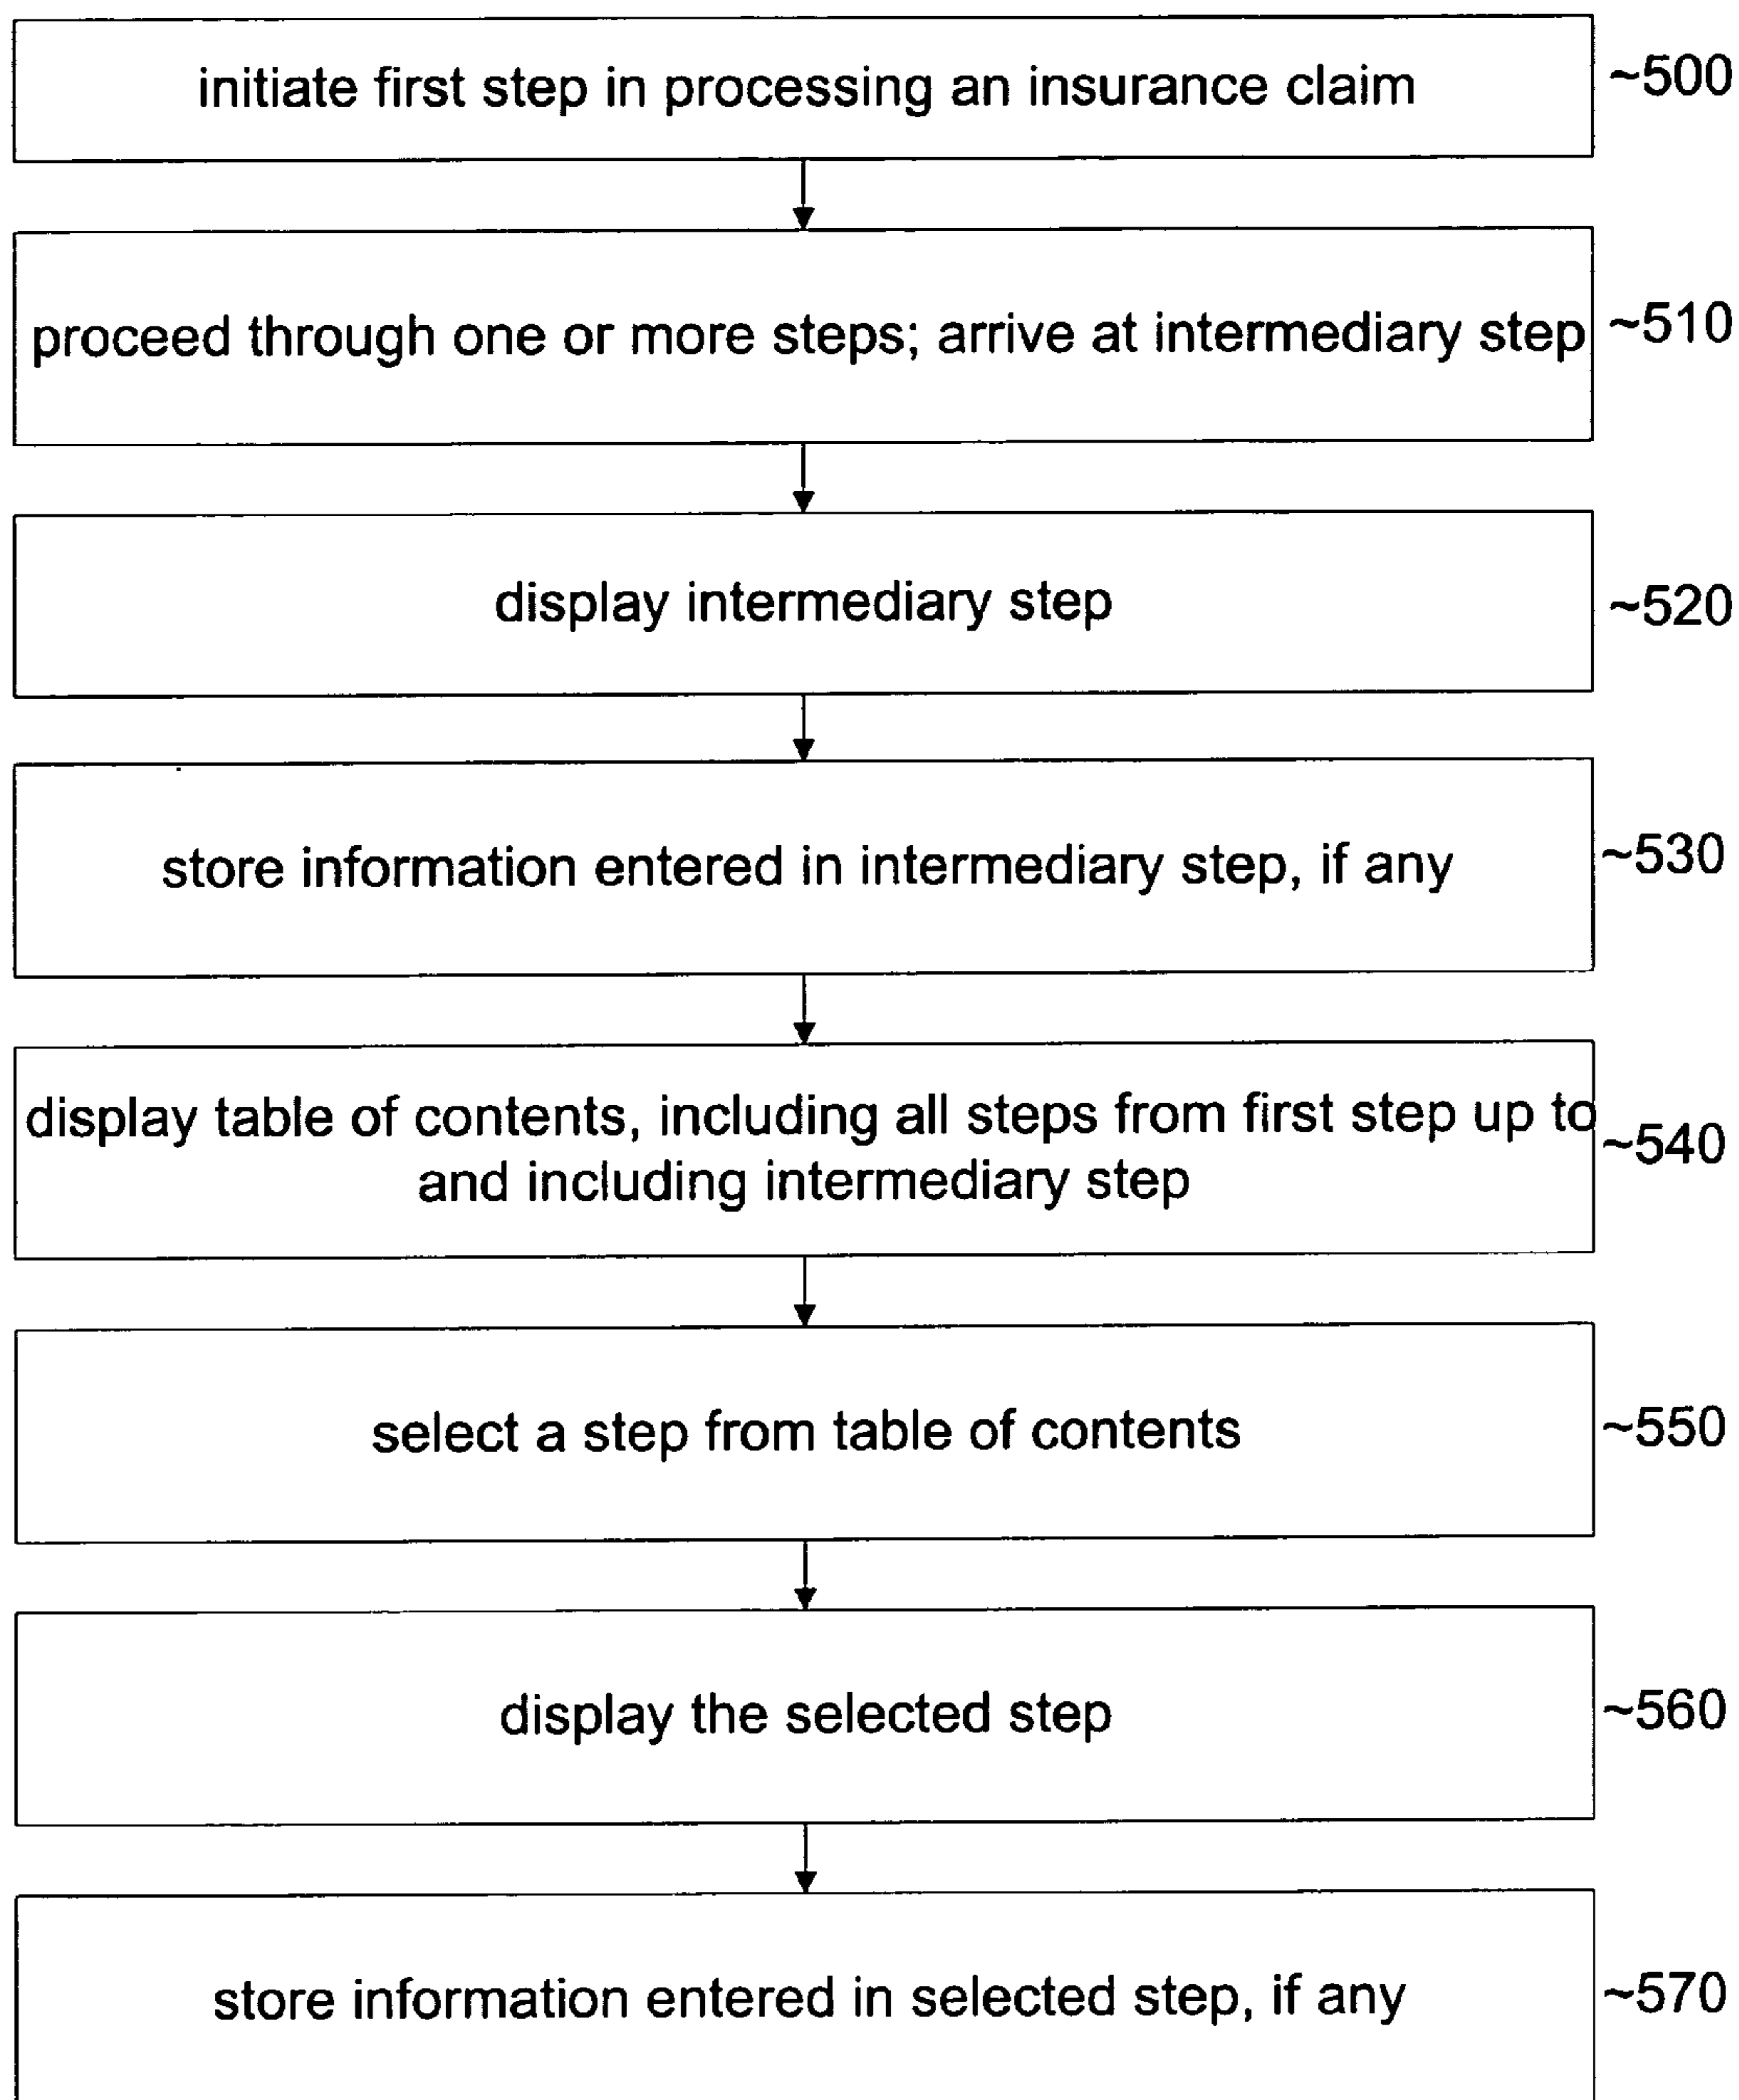 initiate first step in processing an insurance claim ~500
proceed through one or more steps; arrive at intermediary step ~510
display intermediary step ~520
store information entered in intermediary step, if any ~530
display table of contents, including all steps from first step up to
and including intermediary step ~540
select a step from table of contents ~550
display the selected step ~560
store information entered in selected step, if any ~570